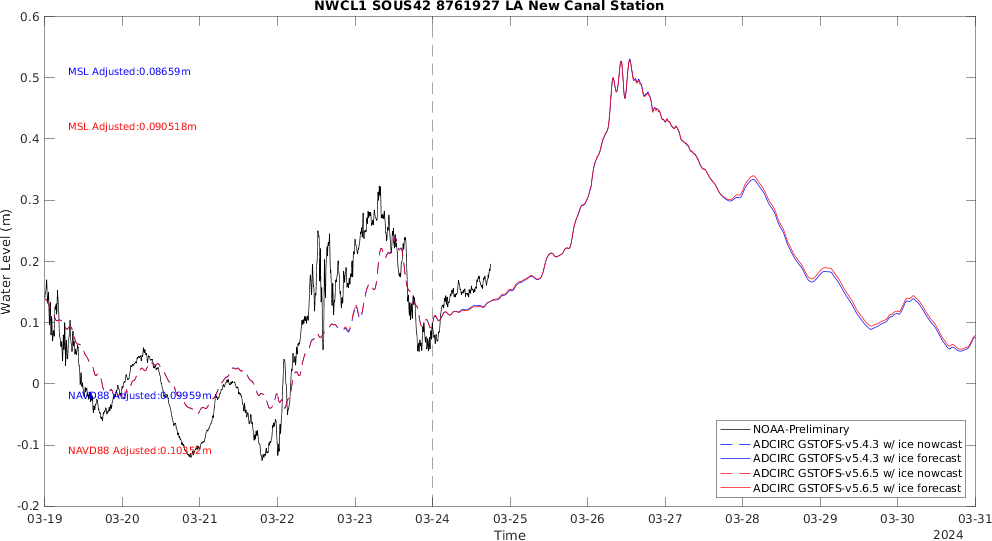 NWCL1 SOUS42 8761927 LA New Canal Station
0.6
0.5
0.4
0.3
0.2
0.1
0
-0.1
-0.2
Water Level (m)
MSL Adjusted:0.08659m
MSL Adjusted:0.090518m
NAVD88 Adjusted:0.09959m
NAVD88 Adjusted:0.10352m
NOAA-Preliminary
ADCIRC GSTOFS-v5.4.3 w/ ice nowcast
ADCIRC GSTOFS-v5.4.3 w/ ice forecast
ADCIRC GSTOFS-v5.6.5 w/ ice nowcast
ADCIRC GSTOFS-v5.6.5 w/ ice forecast
03-19 03-20 03-21 03-22 03-23 03-24 03-25 03-26 03-27 03-28 03-29 03-30 03-31
Time
2024